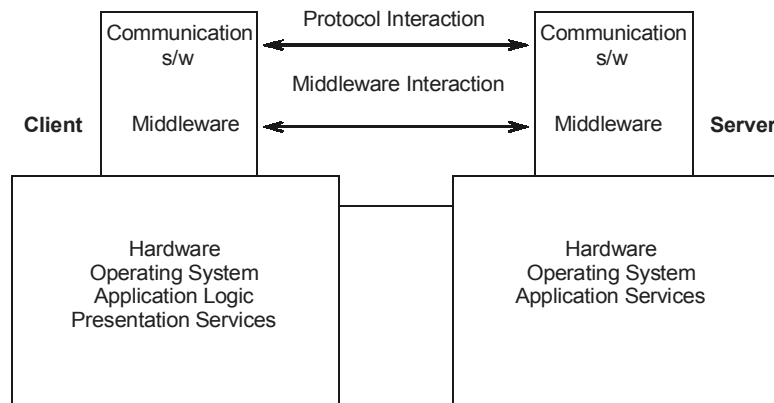 Protocol Interaction
Communication
s/w
Communication
s/w
Middleware Interaction
Client
Middleware
Middleware
Server
Hardware
Operating System
Application Logic
Presentation Services
Hardware
Operating System
Application Services